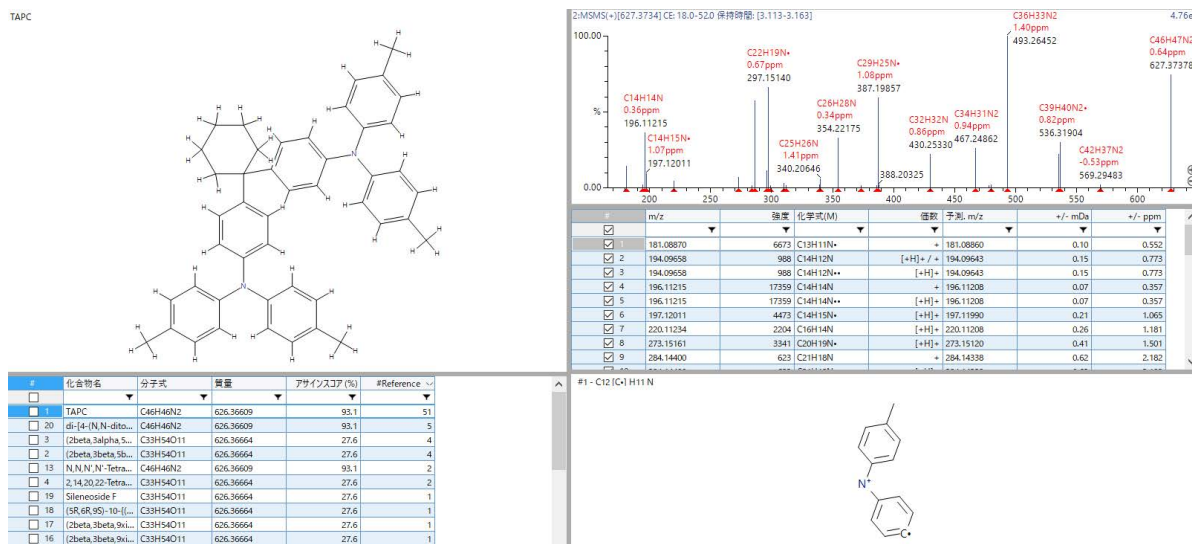 TAPC
H H H H H H H H H H H H H H H H H H H H H H H H
CH₃
N
CH₃
N
H₃C
CH₃
2:MSMS(+)[627.3734] CE: 18.0-52.0 保持時間: [3.113-3.163]
4.76e
100.00
%
0.00
C14H14N
0.36ppm
196.11215
C14H15N•
1.07ppm
197.12011
C22H19N•
0.67ppm
297.15140
C25H26N
1.41ppm
340.20646
C26H28N
0.34ppm
354.22175
C29H25N•
1.08ppm
387.19857
388.20325
C32H32N
0.86ppm
430.25330
C34H31N2
0.94ppm
467.24862
C36H33N2
1.40ppm
493.26452
C39H40N2•
0.82ppm
536.31904
C42H37N2
-0.53ppm
569.29483
C46H47N2
0.64ppm
627.37378
200 250 300 350 400 450 500 550 600
# m/z 強度 化学式(M) 価数 予測. m/z +/- mDa +/- ppm
1 181.08870 6673 C13H11N• + 181.08860 0.10 0.552
2 194.09658 988 C14H12N [+H]+ / + 194.09643 0.15 0.773
3 194.09658 988 C14H12N•• [+H]+ 194.09643 0.15 0.773
4 196.11215 17359 C14H14N + 196.11208 0.07 0.357
5 196.11215 17359 C14H14N•• [+H]+ 196.11208 0.07 0.357
6 197.12011 4473 C14H15N• [+H]+ 197.11990 0.21 1.065
7 220.11234 2204 C16H14N [+H]+ 220.11208 0.26 1.181
8 273.15161 3341 C20H19N• [+H]+ 273.15120 0.41 1.501
9 284.14400 623 C21H18N + 284.14338 0.62 2.182
# 化合物名 分子式 質量 アサインスコア (%) #Reference
1 TAPC C46H46N2 626.36609 93.1 51
20 di-[4-(N,N-dito... C46H46N2 626.36609 93.1 5
3 (2beta,3alpha,5... C33H54O11 626.36664 27.6 4
2 (2beta,3beta,5b... C33H54O11 626.36664 27.6 4
13 N,N,N',N'-Tetra... C46H46N2 626.36609 93.1 2
4 2,14,20,22-Tetra... C33H54O11 626.36664 27.6 2
19 Sileneoside F C33H54O11 626.36664 27.6 1
18 (5R,6R,9S)-10-{(... C33H54O11 626.36664 27.6 1
17 (2beta,3beta,9xi... C33H54O11 626.36664 27.6 1
16 (2beta,3beta,9xi... C33H54O11 626.36664 27.6 1
#1 - C12 [C•] H11 N
N⁺
C•